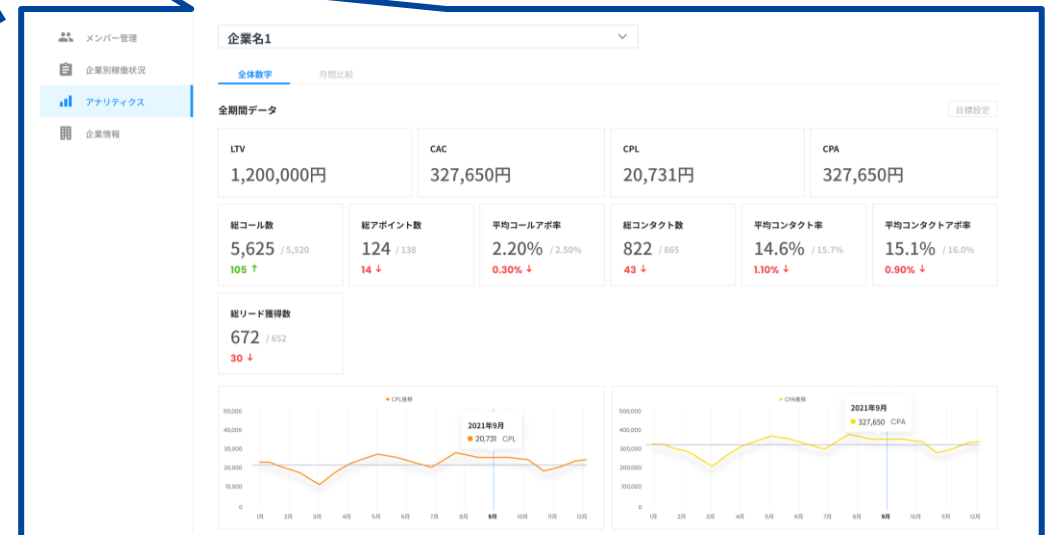 メンバー管理
企業別稼働状況
アナリティクス
企業情報
企業名1
全体数字 月間比較
全期間データ 目標設定
LTV
1,200,000円
CAC
327,650円
CPL
20,731円
CPA
327,650円
総コール数
5,625 / 5,520
105 ↑
総アポイント数
124 / 138
14 ↓
平均コールアポ率
2.20% / 2.50%
0.30% ↓
総コンタクト数
822 / 865
43 ↓
平均コンタクト率
14.6% / 15.7%
1.10% ↓
平均コンタクトアポ率
15.1% / 16.0%
0.90% ↓
総リード獲得数
672 / 652
30 ↓
CPL推移
50,000
40,000
30,000
20,000
10,000
0
2021年9月
20,731 CPL
1月 2月 3月 4月 5月 6月 7月 8月 9月 10月 11月 12月
CPA推移
500,000
400,000
300,000
200,000
100,000
0
2021年9月
327,650 CPA
1月 2月 3月 4月 5月 6月 7月 8月 9月 10月 11月 12月